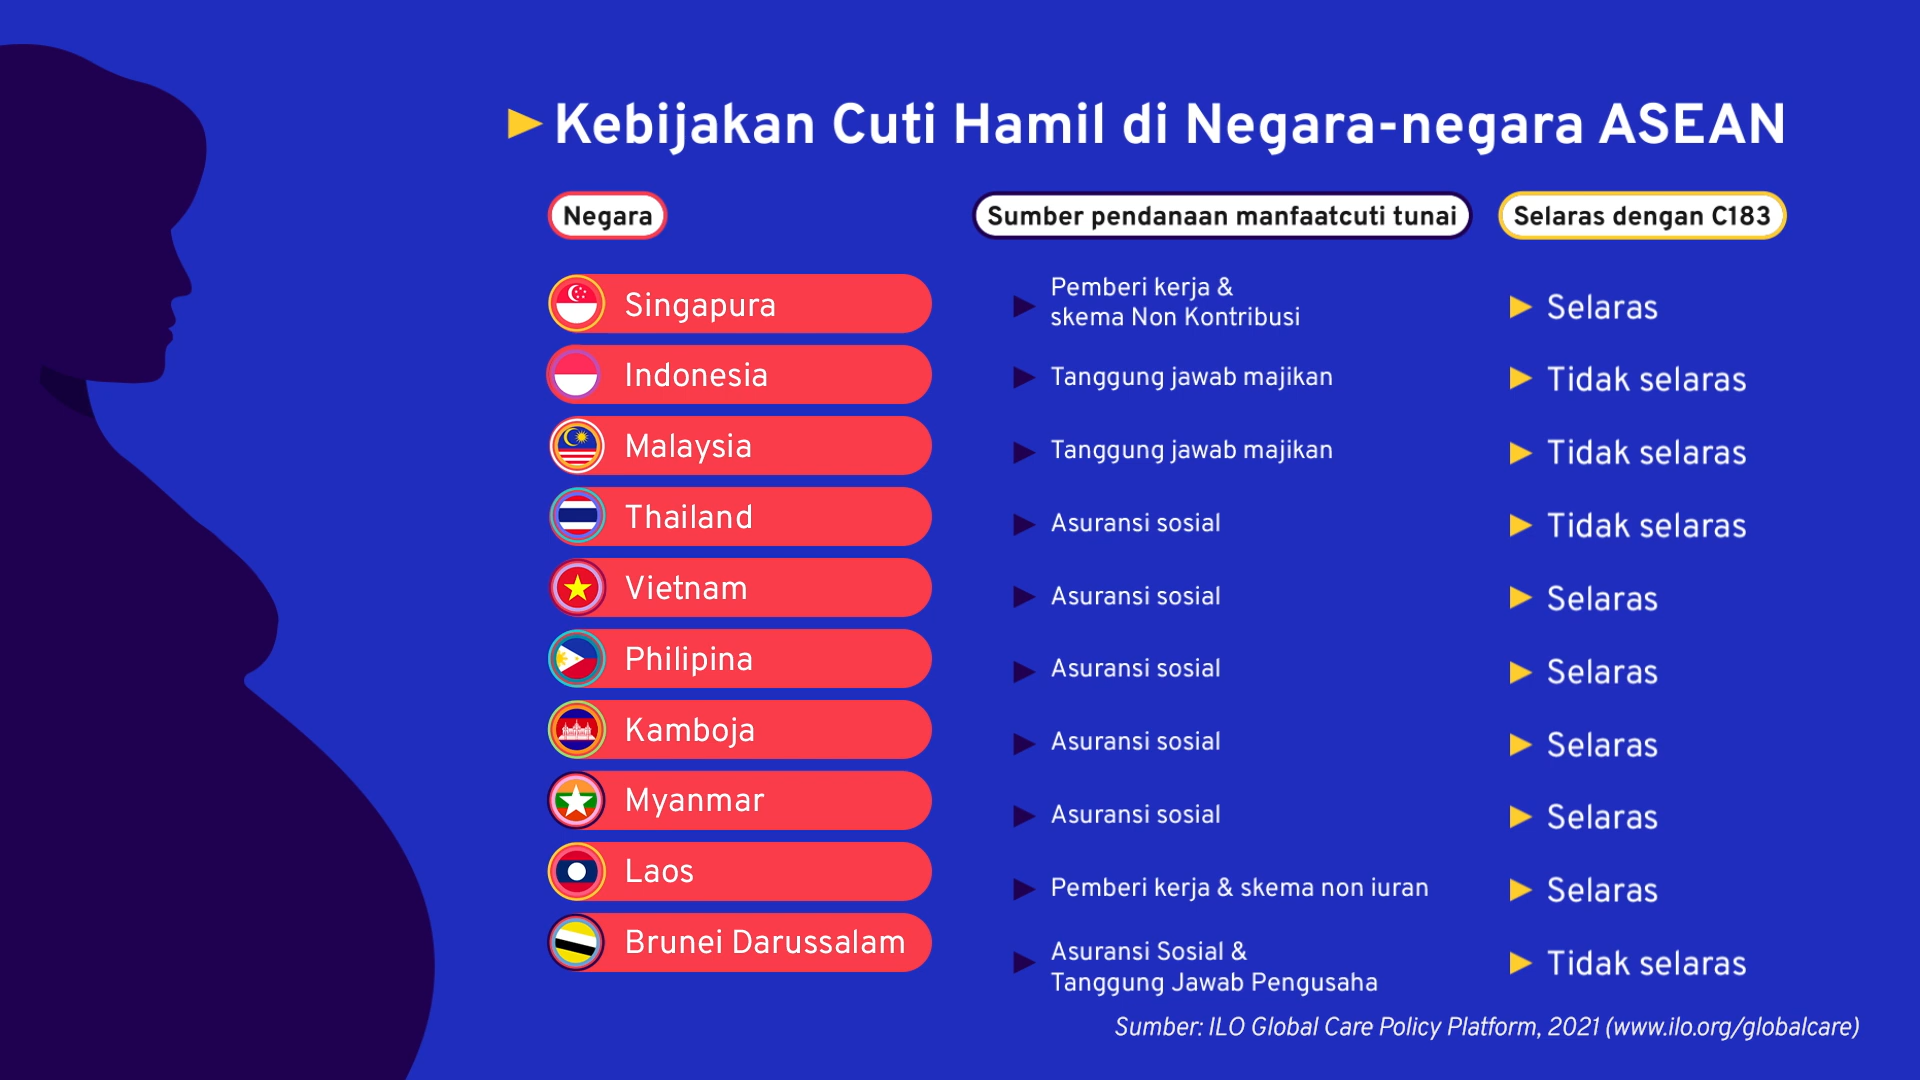 Kebijakan Cuti Hamil di Negara-negara ASEAN
Negara
Sumber pendanaan manfaatcuti tunai
Selaras dengan C183
Singapura
Pemberi kerja &
skema Non Kontribusi
Selaras
Indonesia
Tanggung jawab majikan
Tidak selaras
Malaysia
Tanggung jawab majikan
Tidak selaras
Thailand
Asuransi sosial
Tidak selaras
Vietnam
Asuransi sosial
Selaras
Philipina
Asuransi sosial
Selaras
Kamboja
Asuransi sosial
Selaras
Myanmar
Asuransi sosial
Selaras
Laos
Pemberi kerja & skema non iuran
Selaras
Brunei Darussalam
Asuransi Sosial &
Tanggung Jawab Pengusaha
Tidak selaras
Sumber: ILO Global Care Policy Platform, 2021 (www.ilo.org/globalcare)